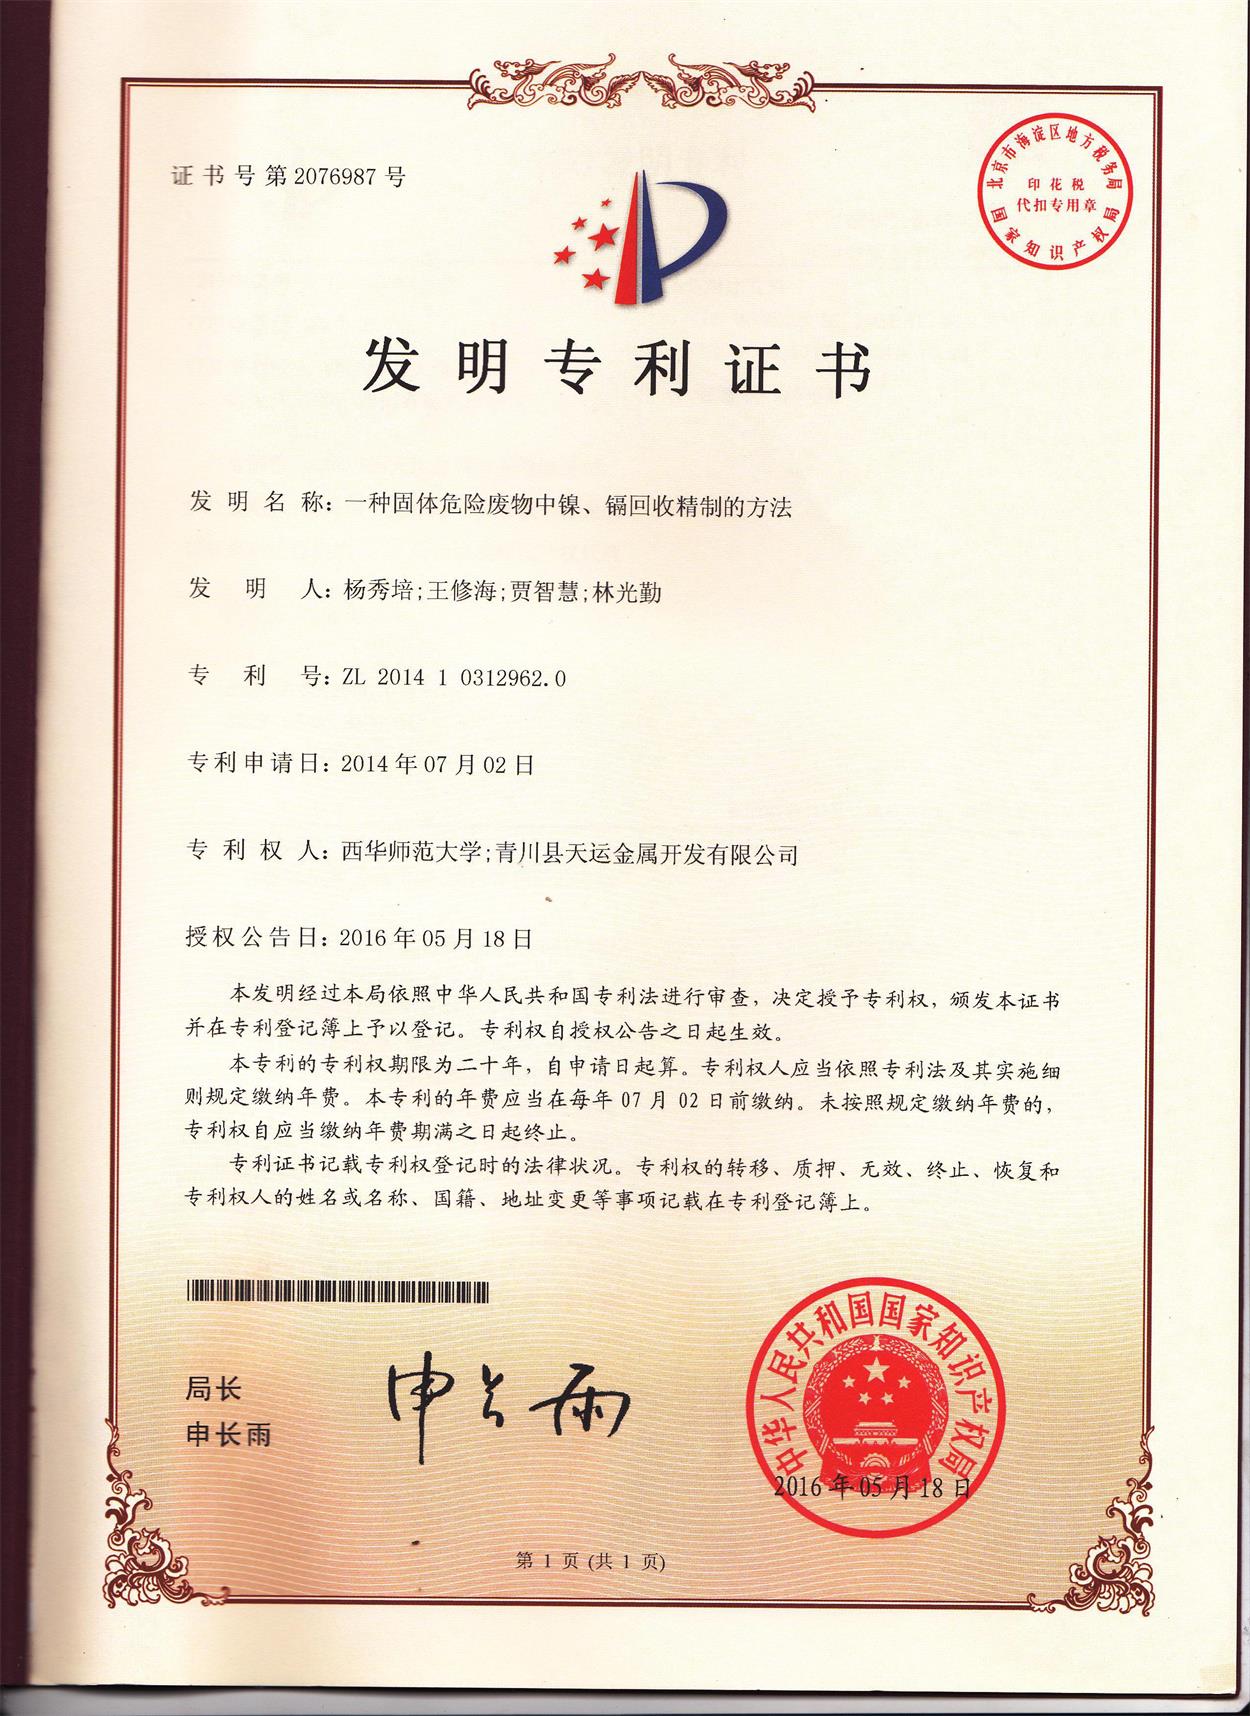 证书号第2076987号
北京市海淀区地方税务局
印花税
代扣专用章
国家知识产权局
发明专利证书
发明名称：一种固体危险废物中镍、镉回收精制的方法
发明人：杨秀培;王修海;贾智慧;林光勤
专利号：ZL 2014 1 0312962.0
专利申请日：2014年07月02日
专利权人：西华师范大学;青川县天运金属开发有限公司
授权公告日：2016年05月18日
本发明经过本局依照中华人民共和国专利法进行审查，决定授予专利权，颁发本证书
并在专利登记簿上予以登记。专利权自授权公告之日起生效。
本专利的专利权期限为二十年，自申请日起算。专利权人应当依照专利法及其实施细
则规定缴纳年费。本专利的年费应当在每年07月02日前缴纳。未按照规定缴纳年费的，
专利权自应当缴纳年费期满之日起终止。
专利证书记载专利权登记时的法律状况。专利权的转移、质押、无效、终止、恢复和
专利权人的姓名或名称、国籍、地址变更等事项记载在专利登记簿上。
局长
申长雨
申长雨
中华人民共和国国家知识产权局
2016年05月18日
第1页(共1页)